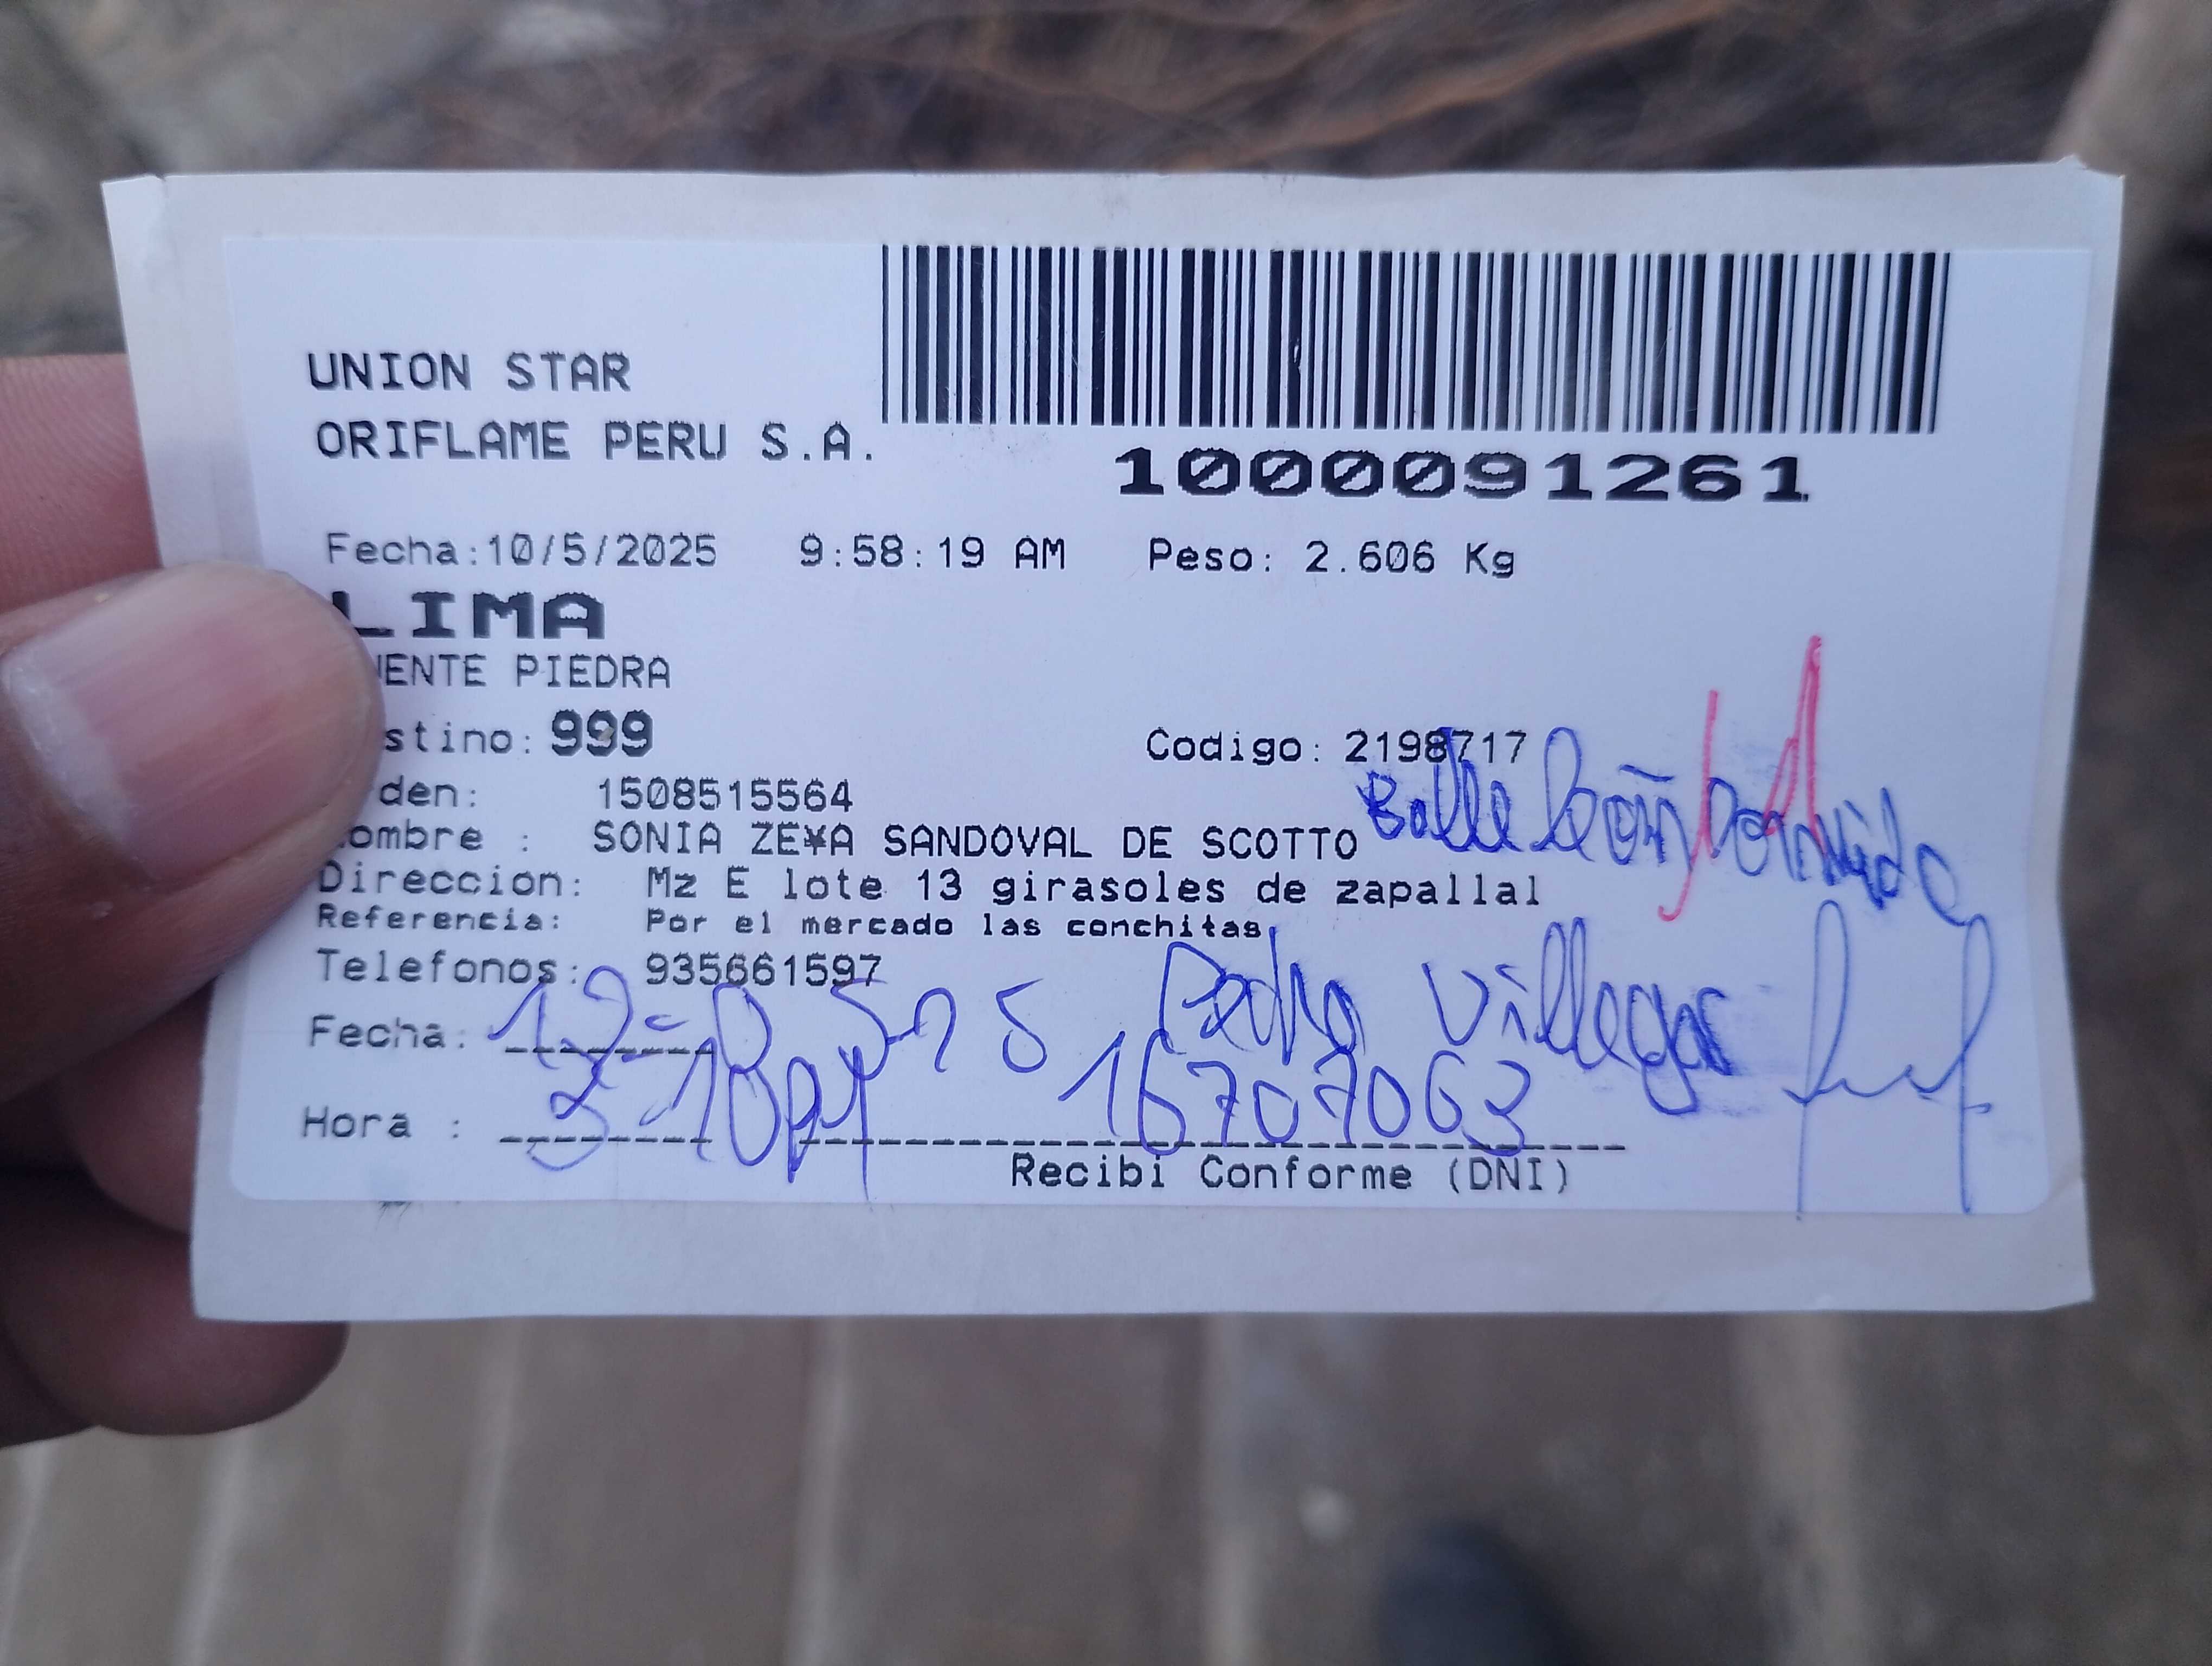 UNION STAR
ORIFLAME PERU S.A.
1000091261
Fecha:10/5/2025 9:58:19 AM Peso: 2.606 Kg
LIMA
ENTE PIEDRA
stino: 999 Codigo: 2198717
den: 1508515564
ombre : SONIA ZE¥A SANDOVAL DE SCOTTO
Direccion: Mz E lote 13 girasoles de zapallal
Referencia: Por el mercado las conchitas
Telefonos: 935661597
Pedro Villegas
Fecha:
Hora : 3-10PM 16707063
Recibi Conforme (DNI)